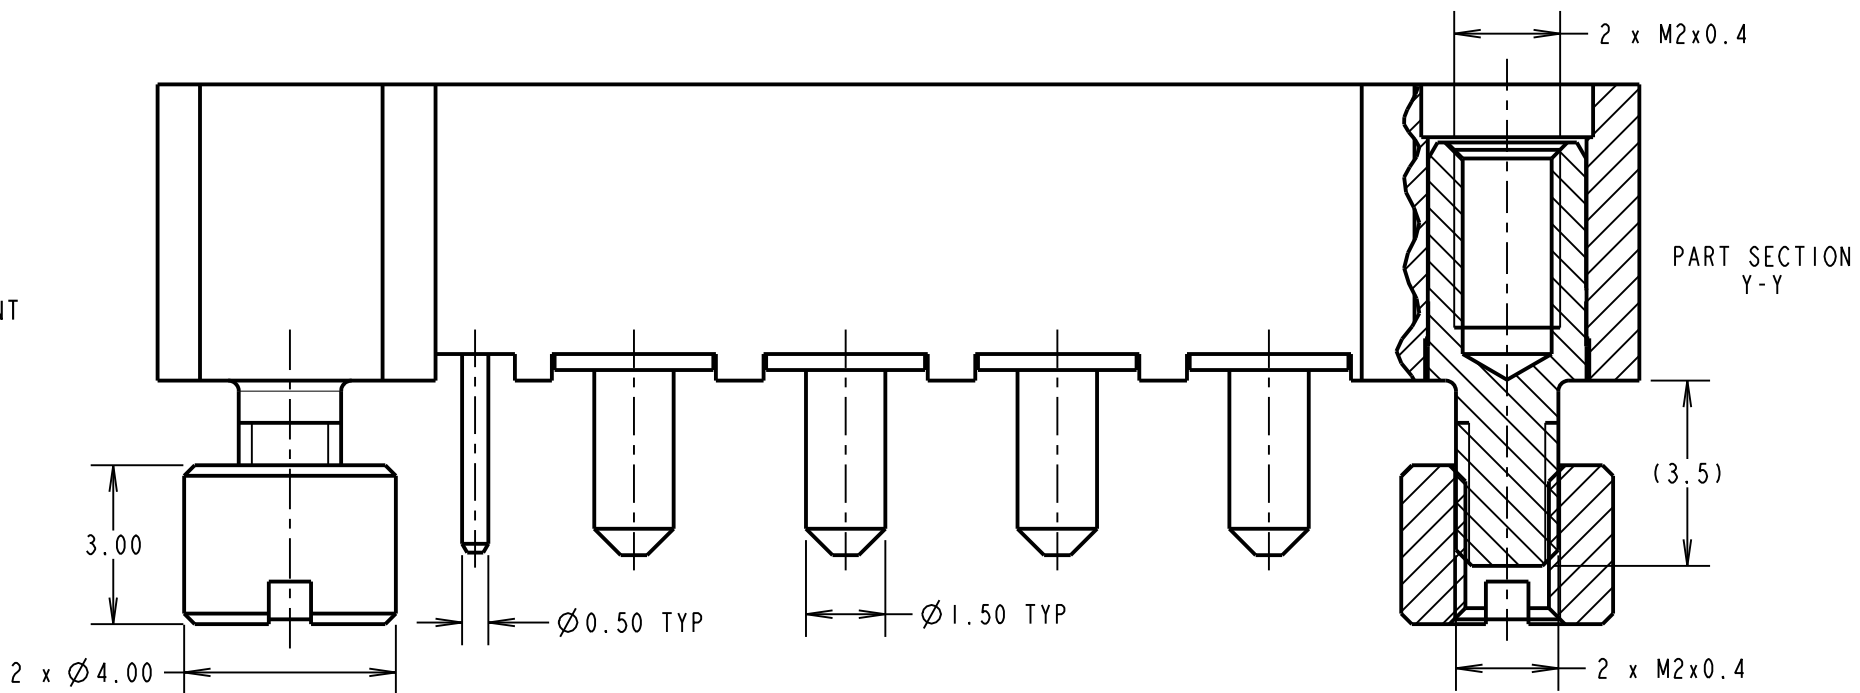 2 x M2x0.4
PART SECTION
Y-Y
NT
(3.5)
3.00
Ø0.50 TYP
Ø1.50 TYP
2 x Ø4.00
2 x M2x0.4